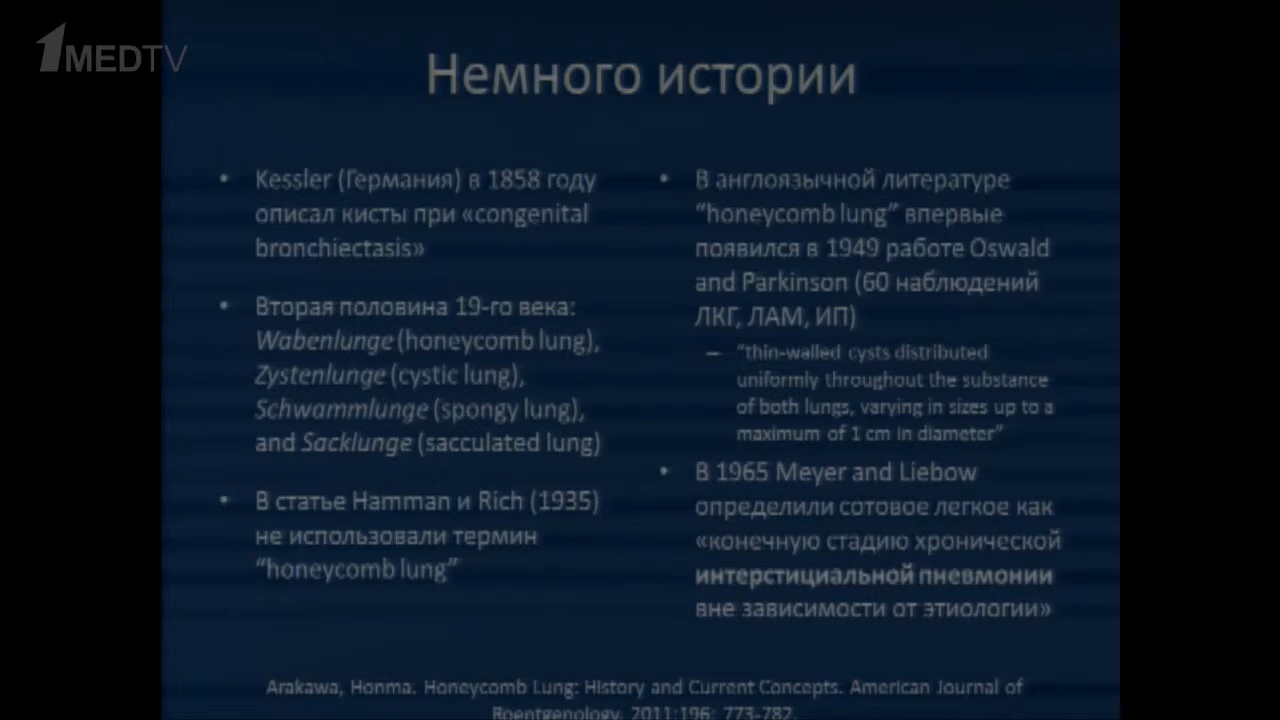 1MEDTV
Немного истории
• Kessler (Германия) в 1858 году
описал кисты при «congenital
bronchiectasis»
• Вторая половина 19-го века:
Wabenlunge (honeycomb lung),
Zystenlunge (cystic lung),
Schwammlunge (spongy lung),
and Sacklunge (sacculated lung)
• В статье Hamman и Rich (1935)
не использовали термин
“honeycomb lung”
• В англоязычной литературе
“honeycomb lung” впервые
появился в 1949 работе Oswald
and Parkinson (60 наблюдений
ЛКГ, ЛАМ, ИП)
– “thin-walled cysts distributed
uniformly throughout the substance
of both lungs, varying in sizes up to a
maximum of 1 cm in diameter”
• В 1965 Meyer and Liebow
определили сотовое легкое как
«конечную стадию хронической
интерстициальной пневмонии
вне зависимости от этиологии»
Arakawa, Honma. Honeycomb Lung: History and Current Concepts. American Journal of
Roentgenology. 2011:196: 773-782.